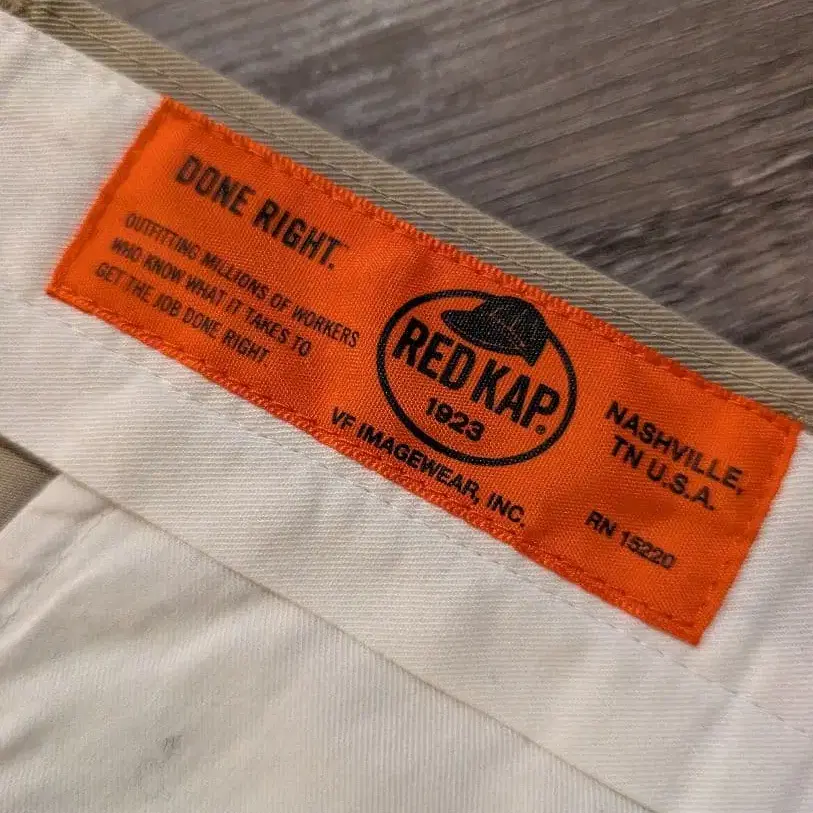 DONE RIGHT.
OUTFITTING MILLIONS OF WORKERS
WHO KNOW WHAT IT TAKES TO
GET THE JOB DONE RIGHT
RED KAP®
1923
VF IMAGEWEAR, INC.
NASHVILLE,
TN U.S.A.
RN 15220